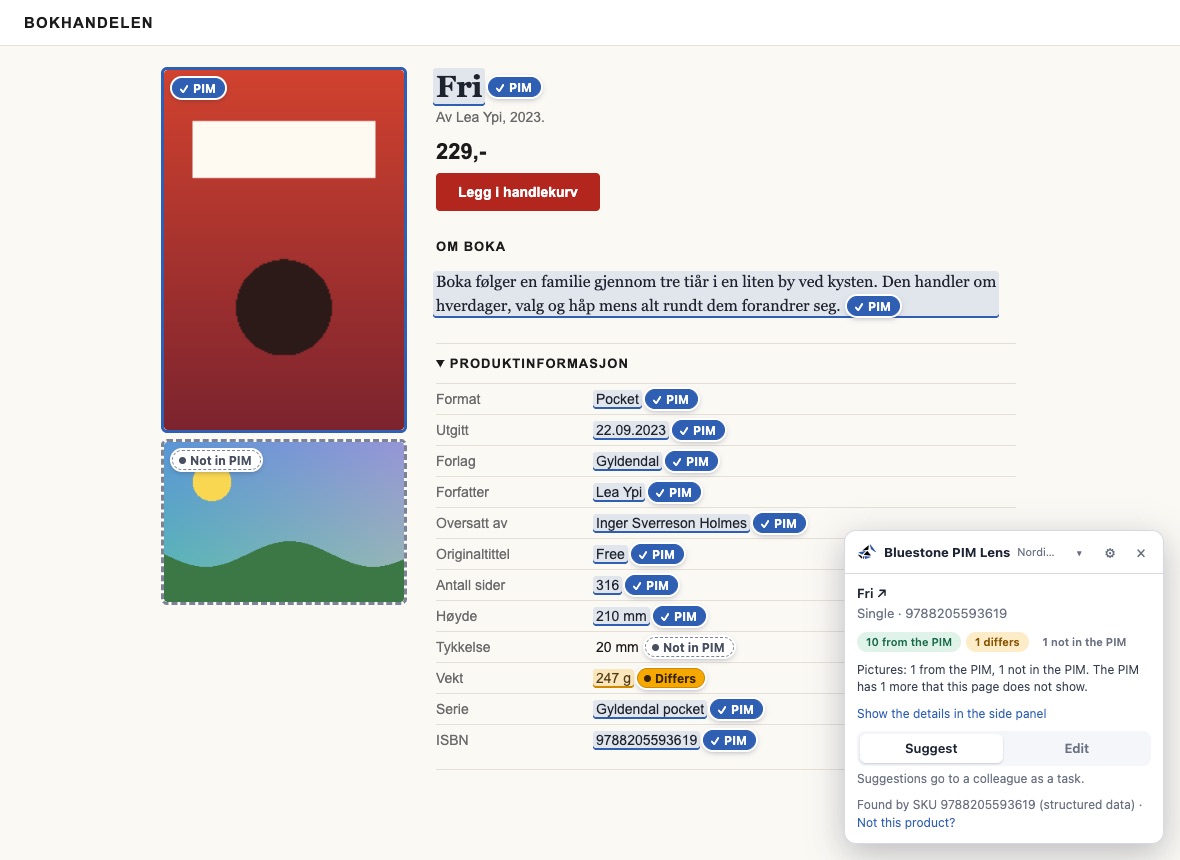 BOKHANDELEN
✓ PIM
Not in PIM
Fri ✓ PIM
Av Lea Ypi, 2023.
229,-
Legg i handlekurv
OM BOKA
Boka følger en familie gjennom tre tiår i en liten by ved kysten. Den handler om
hverdager, valg og håp mens alt rundt dem forandrer seg. ✓ PIM
▼ PRODUKTINFORMASJON
Format Pocket ✓ PIM
Utgitt 22.09.2023 ✓ PIM
Forlag Gyldendal ✓ PIM
Forfatter Lea Ypi ✓ PIM
Oversatt av Inger Sverreson Holmes ✓ PIM
Originaltittel Free ✓ PIM
Antall sider 316 ✓ PIM
Høyde 210 mm ✓ PIM
Tykkelse 20 mm Not in PIM
Vekt 247 g Differs
Serie Gyldendal pocket ✓ PIM
ISBN 9788205593619 ✓ PIM
Bluestone PIM Lens Nordi... ▾ ⚙ ✕
Fri ↗
Single · 9788205593619
10 from the PIM 1 differs 1 not in the PIM
Pictures: 1 from the PIM, 1 not in the PIM. The PIM
has 1 more that this page does not show.
Show the details in the side panel
Suggest Edit
Suggestions go to a colleague as a task.
Found by SKU 9788205593619 (structured data) ·
Not this product?